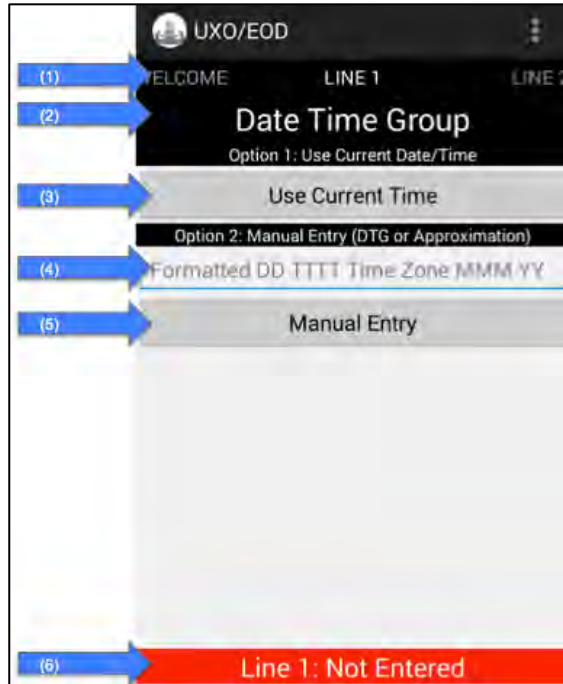 UXO/EOD
(1) ELCOME LINE 1 LINE 2
(2) Date Time Group
Option 1: Use Current Date/Time
(3) Use Current Time
Option 2: Manual Entry (DTG or Approximation)
(4) Formatted DD TTTT Time Zone MMM YY
(5) Manual Entry
(6) Line 1: Not Entered